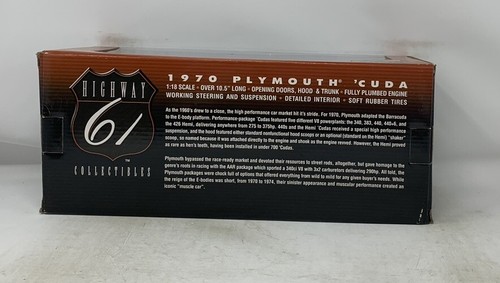 HIGHWAY
61
™
COLLECTIBLES
1970 PLYMOUTH® 'CUDA
1:18 SCALE · OVER 10.5" LONG · OPENING DOORS, HOOD & TRUNK · FULLY PLUMBED ENGINE
WORKING STEERING AND SUSPENSION · DETAILED INTERIOR · SOFT RUBBER TIRES
As the 1960's drew to a close, the high performance car market hit it's stride. For 1970, Plymouth adapted the Barracuda
to the E-body platform. Performance-package 'Cudas featured five different V8 powerplants: the 340, 383, 440, 440-6, and
the 426 Hemi, delivering anywhere from 275 to 375hp. 440s and the Hemi 'Cudas received a special high performance
suspension, and the hood featured either standard nonfunctional hood scoops or an optional (standard on the Hemi) "shaker"
scoop, so named because it was attached directly to the engine and shook as the engine revved. However, the Hemi proved
as rare as hen's teeth, having been installed in under 700 'Cudas.
Plymouth bypassed the race-ready market and devoted their resources to street rods, altogether, but gave homage to the
genre's roots in racing with the AAR package which sported a 340ci V8 with 3x2 carburetors delivering 290hp. All told, the
Plymouth packages were chock full of options that offered everything from wild to mild for any given buyer's needs. While
the reign of the E-bodies was short, from 1970 to 1974, their sinister appearance and muscular performance created an
iconic "muscle car".